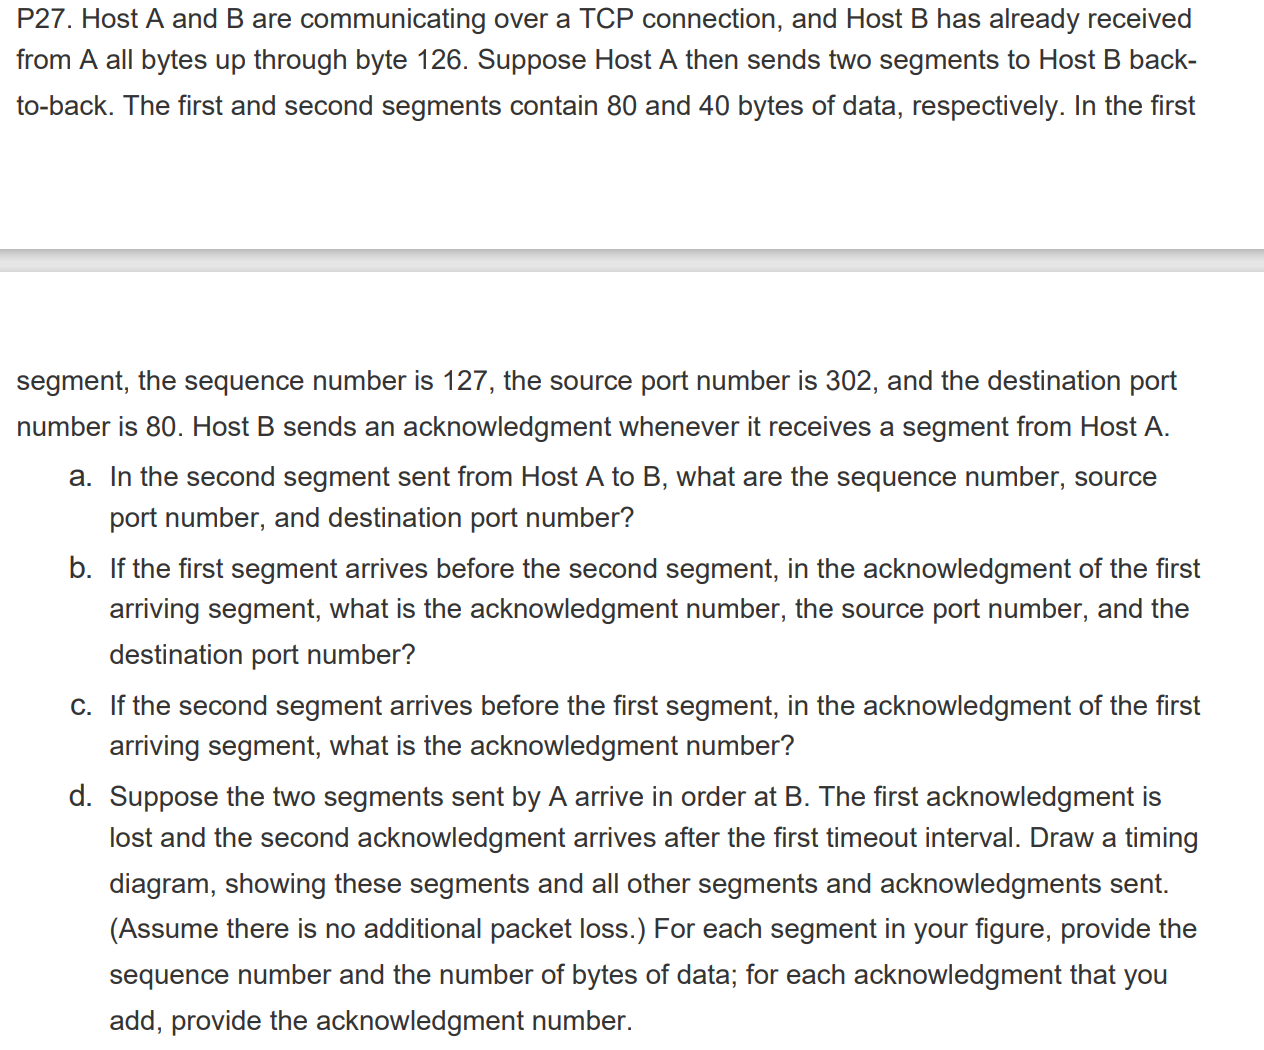 P27. Host A and B are communicating over a TCP connection, and Host B has already received
from A all bytes up through byte 126. Suppose Host A then sends two segments to Host B back-
to-back. The first and second segments contain 80 and 40 bytes of data, respectively. In the first
segment, the sequence number is 127, the source port number is 302, and the destination port
number is 80. Host B sends an acknowledgment whenever it receives a segment from Host A.
a. In the second segment sent from Host A to B, what are the sequence number, source
port number, and destination port number?
b. If the first segment arrives before the second segment, in the acknowledgment of the first
arriving segment, what is the acknowledgment number, the source port number, and the
destination port number?
c. If the second segment arrives before the first segment, in the acknowledgment of the first
arriving segment, what is the acknowledgment number?
d. Suppose the two segments sent by A arrive in order at B. The first acknowledgment is
lost and the second acknowledgment arrives after the first timeout interval. Draw a timing
diagram, showing these segments and all other segments and acknowledgments sent.
(Assume there is no additional packet loss.) For each segment in your figure, provide the
sequence number and the number of bytes of data; for each acknowledgment that you
add, provide the acknowledgment number.